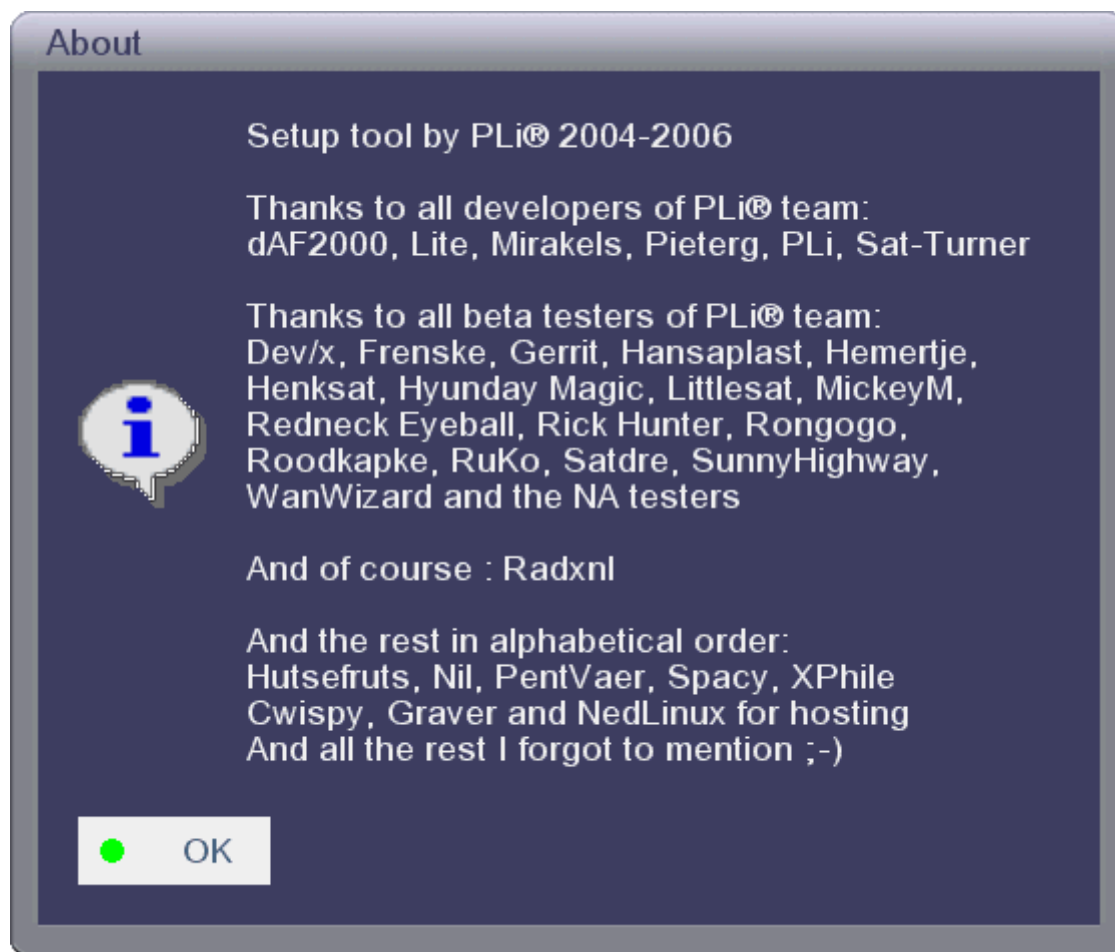 About
Setup tool by PLi® 2004-2006
Thanks to all developers of PLi® team:
dAF2000, Lite, Mirakels, Pieterg, PLi, Sat-Turner
Thanks to all beta testers of PLi® team:
Dev/x, Frenske, Gerrit, Hansaplast, Hemertje,
Henksat, Hyunday Magic, Littlesat, MickeyM,
Redneck Eyeball, Rick Hunter, Rongogo,
Roodkapke, RuKo, Satdre, SunnyHighway,
WanWizard and the NA testers
And of course : Radxnl
And the rest in alphabetical order:
Hutsefruts, Nil, PentVaer, Spacy, XPhile
Cwispy, Graver and NedLinux for hosting
And all the rest I forgot to mention ;-)
OK